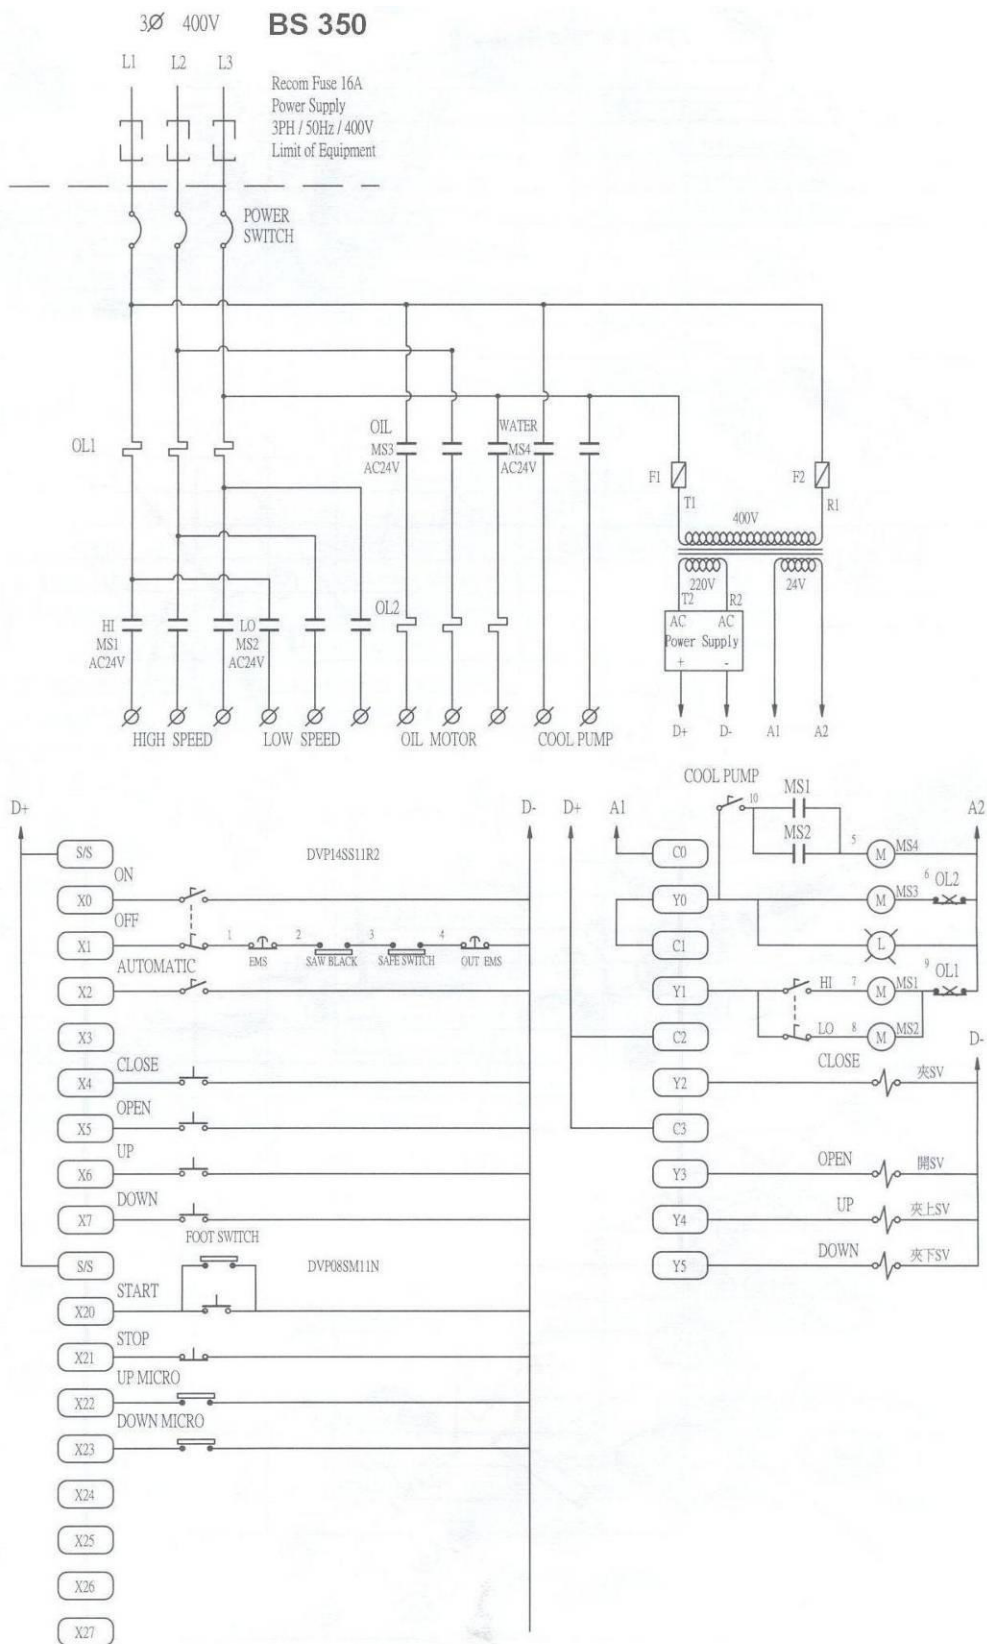 3Ø 400V BS 350
L1 L2 L3
Recom Fuse 16A
Power Supply
3PH / 50Hz / 400V
Limit of Equipment
POWER
SWITCH
OL1
OIL
MS3
AC24V
WATER
MS4
AC24V
F1
F2
T1
R1
400V
220V
24V
T2
R2
AC AC
Power Supply
+ -
OL2
HI
MS1
AC24V
LO
MS2
AC24V
HIGH SPEED
LOW SPEED
OIL MOTOR
COOL PUMP
D+ D- A1 A2
D+ D-
S/S
DVP14SS11R2
ON
X0
OFF
X1
1 2 3 4
EMS
SAW BLACK
SAFE SWITCH
OUT EMS
AUTOMATIC
X2
X3
CLOSE
X4
OPEN
X5
UP
X6
DOWN
X7
FOOT SWITCH
S/S
DVP08SM11N
START
X20
STOP
X21
UP MICRO
X22
DOWN MICRO
X23
X24
X25
X26
X27
D+ A1 A2
COOL PUMP
10
MS1
MS2
C0
5
M
MS4
Y0
M
MS3
6
OL2
C1
L
Y1
HI
7
M
MS1
9
OL1
C2
LO
8
M
MS2
D-
CLOSE
Y2
夾SV
C3
OPEN
Y3
開SV
UP
Y4
夾上SV
DOWN
Y5
夾下SV